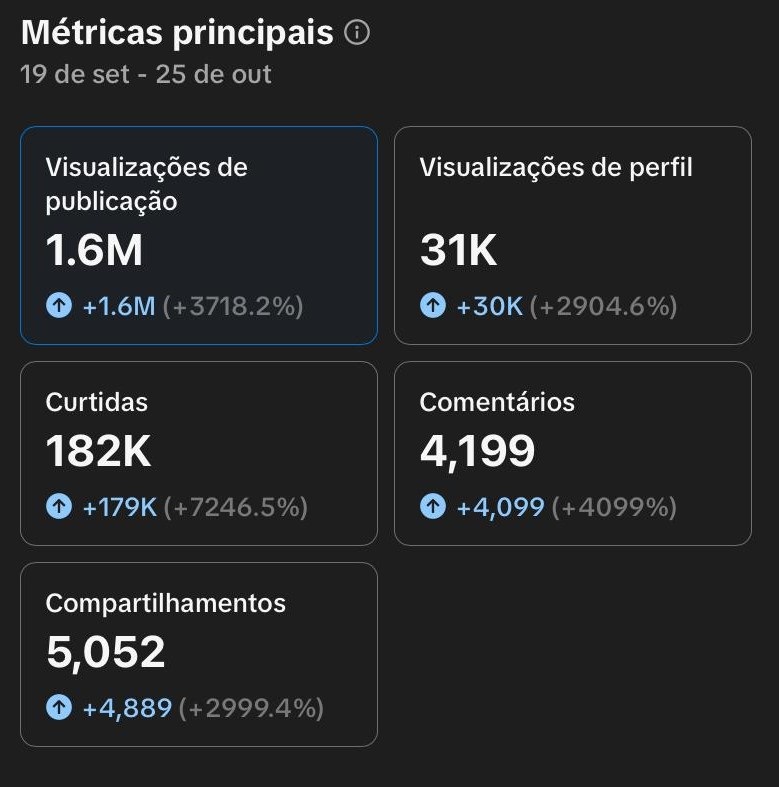 Métricas principais
19 de set - 25 de out
Visualizações de
publicação
1.6M
+1.6M (+3718.2%)
Visualizações de perfil
31K
+30K (+2904.6%)
Curtidas
182K
+179K (+7246.5%)
Comentários
4,199
+4,099 (+4099%)
Compartilhamentos
5,052
+4,889 (+2999.4%)